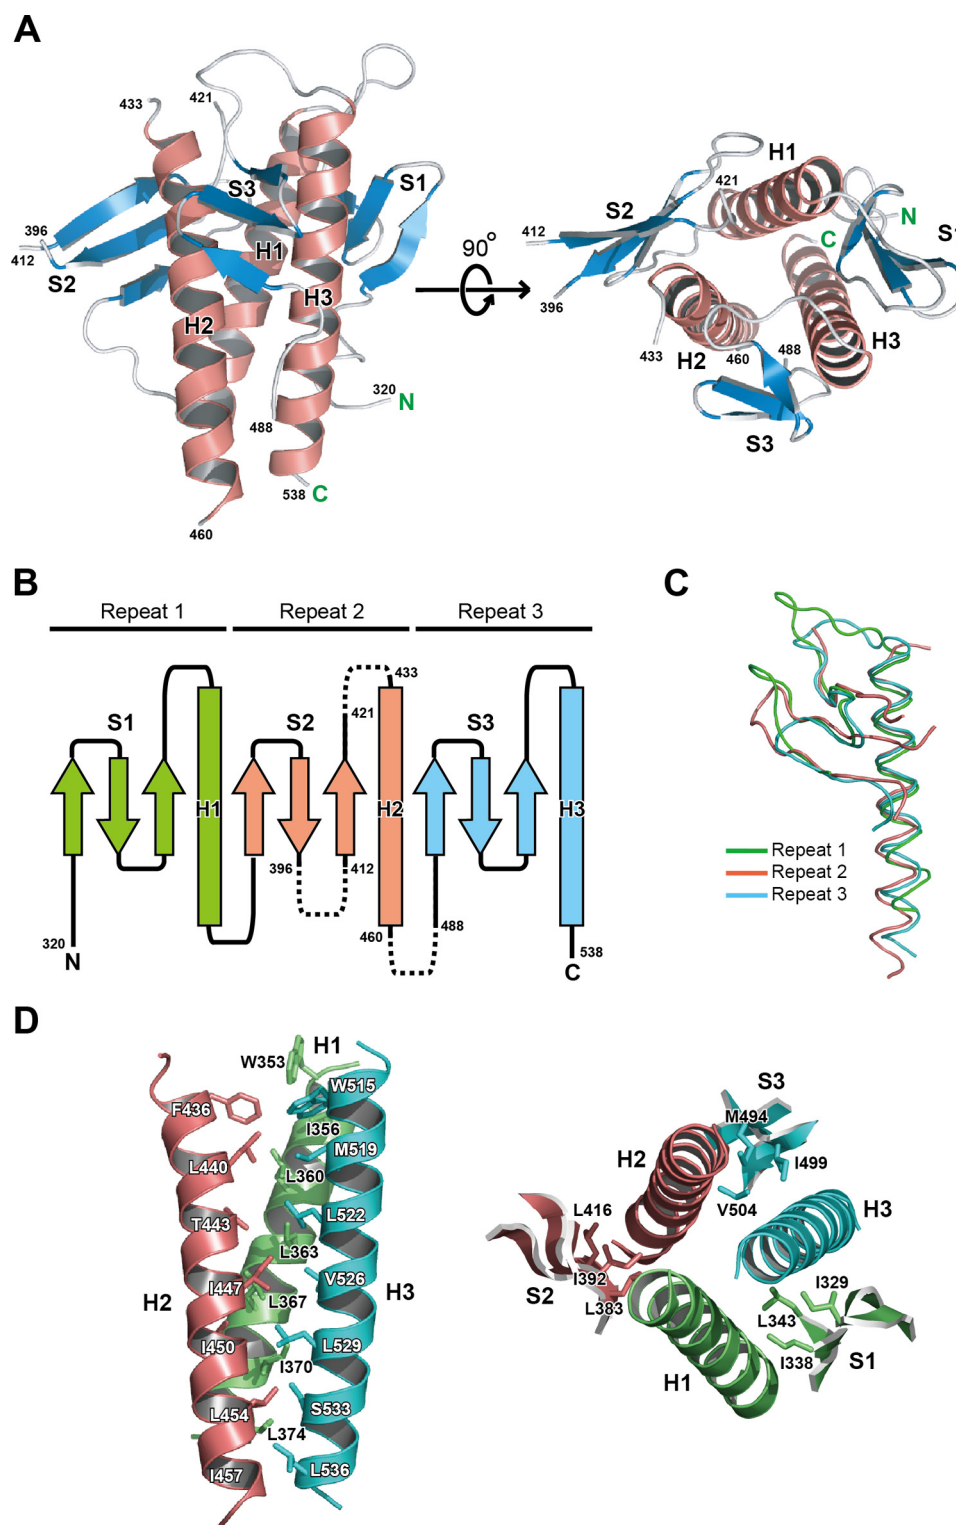 A
433
421
S3
S1
396
412
S2
H1
H3
H2
320
N
488
538
C
460
90°
H1
421
N
S2
412
C
S1
396
433
H2
460
488
H3
S3
B
Repeat 1
Repeat 2
Repeat 3
433
421
S1
S2
S3
H1
H2
H3
396
412
460
488
320
N
538
C
C
Repeat 1
Repeat 2
Repeat 3
D
H1
W353
W515
F436
I356
M519
L440
L360
L522
T443
L363
V526
I447
L367
H2
H3
I450
L529
I370
L454
S533
L374
I457
L536
S3
M494
H2
I499
L416
V504
H3
I392
I329
S2
L383
L343
I338
S1
H1